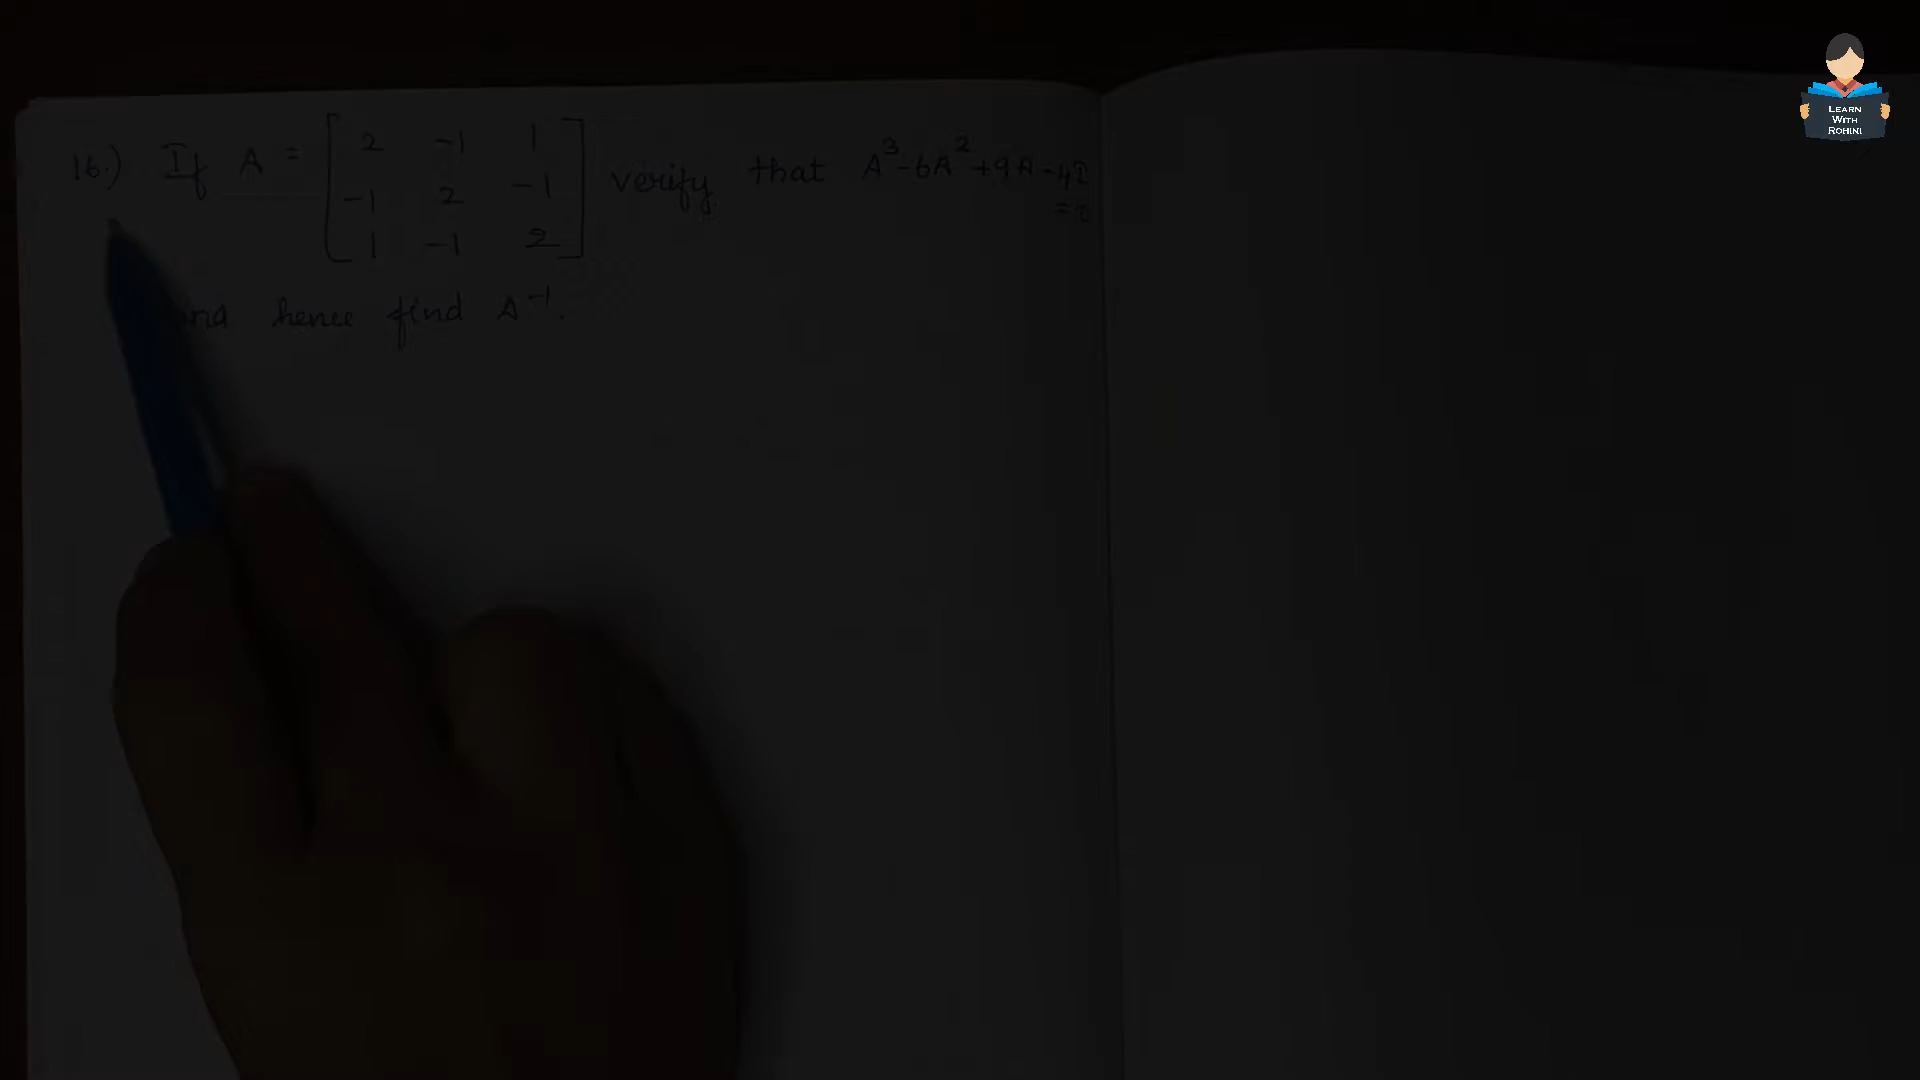 16.) If A = [ 2 -1 1
-1 2 -1
1 -1 2 ] verify that A³-6A²+9A-4I
=0
hence find A⁻¹.
LEARN
WITH
ROHINI